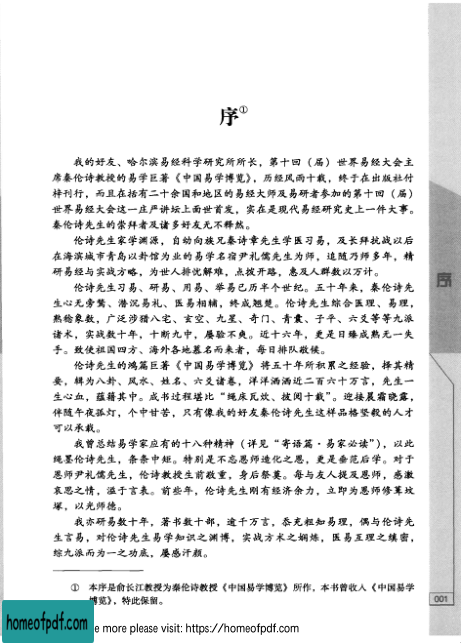 序①
我的好友、哈尔滨易经科学研究所所长，第十四（届）世界易经大会主
席秦伦诗教授的易学巨著《中国易学博览》，历经风雨十载，终于在出版社付
梓刊行，而且在括有二十余国和地区的易经大师及易研者参加的第十四（届）
世界易经大会这一庄严讲坛上面世首发，实在是现代易经研究史上一件大事。
秦伦诗先生的崇拜者及诸多好友无不释然。
伦诗先生家学渊源，自动向族兄秦诗章先生学医习易，及长拜抗战以后
在海滨城市青岛以卦馆为业的易学名宿尹礼儒先生为师，追随乃师多年，精
研易经与实战方略，为世人排忧解难，点拨开路，惠及人群数以万计。
伦诗先生习易、研易、用易、举易已历半个世纪。五十年来，秦伦诗先
生心无旁骛、潜沉易礼、医易相辅，终成翘楚。伦诗先生综合医理、易理，
熟稔象数，广泛涉猎八宅、玄空、九星、奇门、青囊、子平、六爻等等九派
诸术，实战数十年，十断九中，屡验不爽。近十六年，更是日臻成熟无一失
手。致使祖国四方、海外各地慕名而来者，每日排队敬候。
伦诗先生的鸿篇巨著《中国易学博览》将五十年所积累之经验，择其精
要，辑为八卦、风水、姓名、六爻诸卷，洋洋洒洒近二百六十万言，先生一
生心血，蕴籍其中。成书过程堪比“绳床瓦炊、披阅十载”。迎接晨霜晓露，
伴随午夜孤灯，个中甘苦，只有像我的好友秦伦诗先生这样品格坚毅的人才
可以承载。
我曾总结易学家应有的十八种精神（详见“寄语篇·易家必读”），以此
绳墨伦诗先生，条条中矩。特别是不忘恩师造化之恩，更是垂范后学。对于
恩师尹礼儒先生，伦诗教授生前敬重，身后祭奠。每与友人提及恩师，感激
哀思之情，溢于言表。前些年，伦诗先生刚有经济余力，立即为恩师修葺坟
墓，以光师德。
我亦研易数十年，著书数十部，逾千万言，忝充粗知易理，偶与伦诗先
生言易，对伦诗先生易学知识之渊博，实战方术之娴炼，医易互理之缜密，
综九派而为一之功底，屡感汗颜。
① 本序是俞长江教授为秦伦诗教授《中国易学博览》所作，本书曾收入《中国易学
博览》，特此保留。
序
001
homeofpdf.com
e more please visit: https://homeofpdf.com